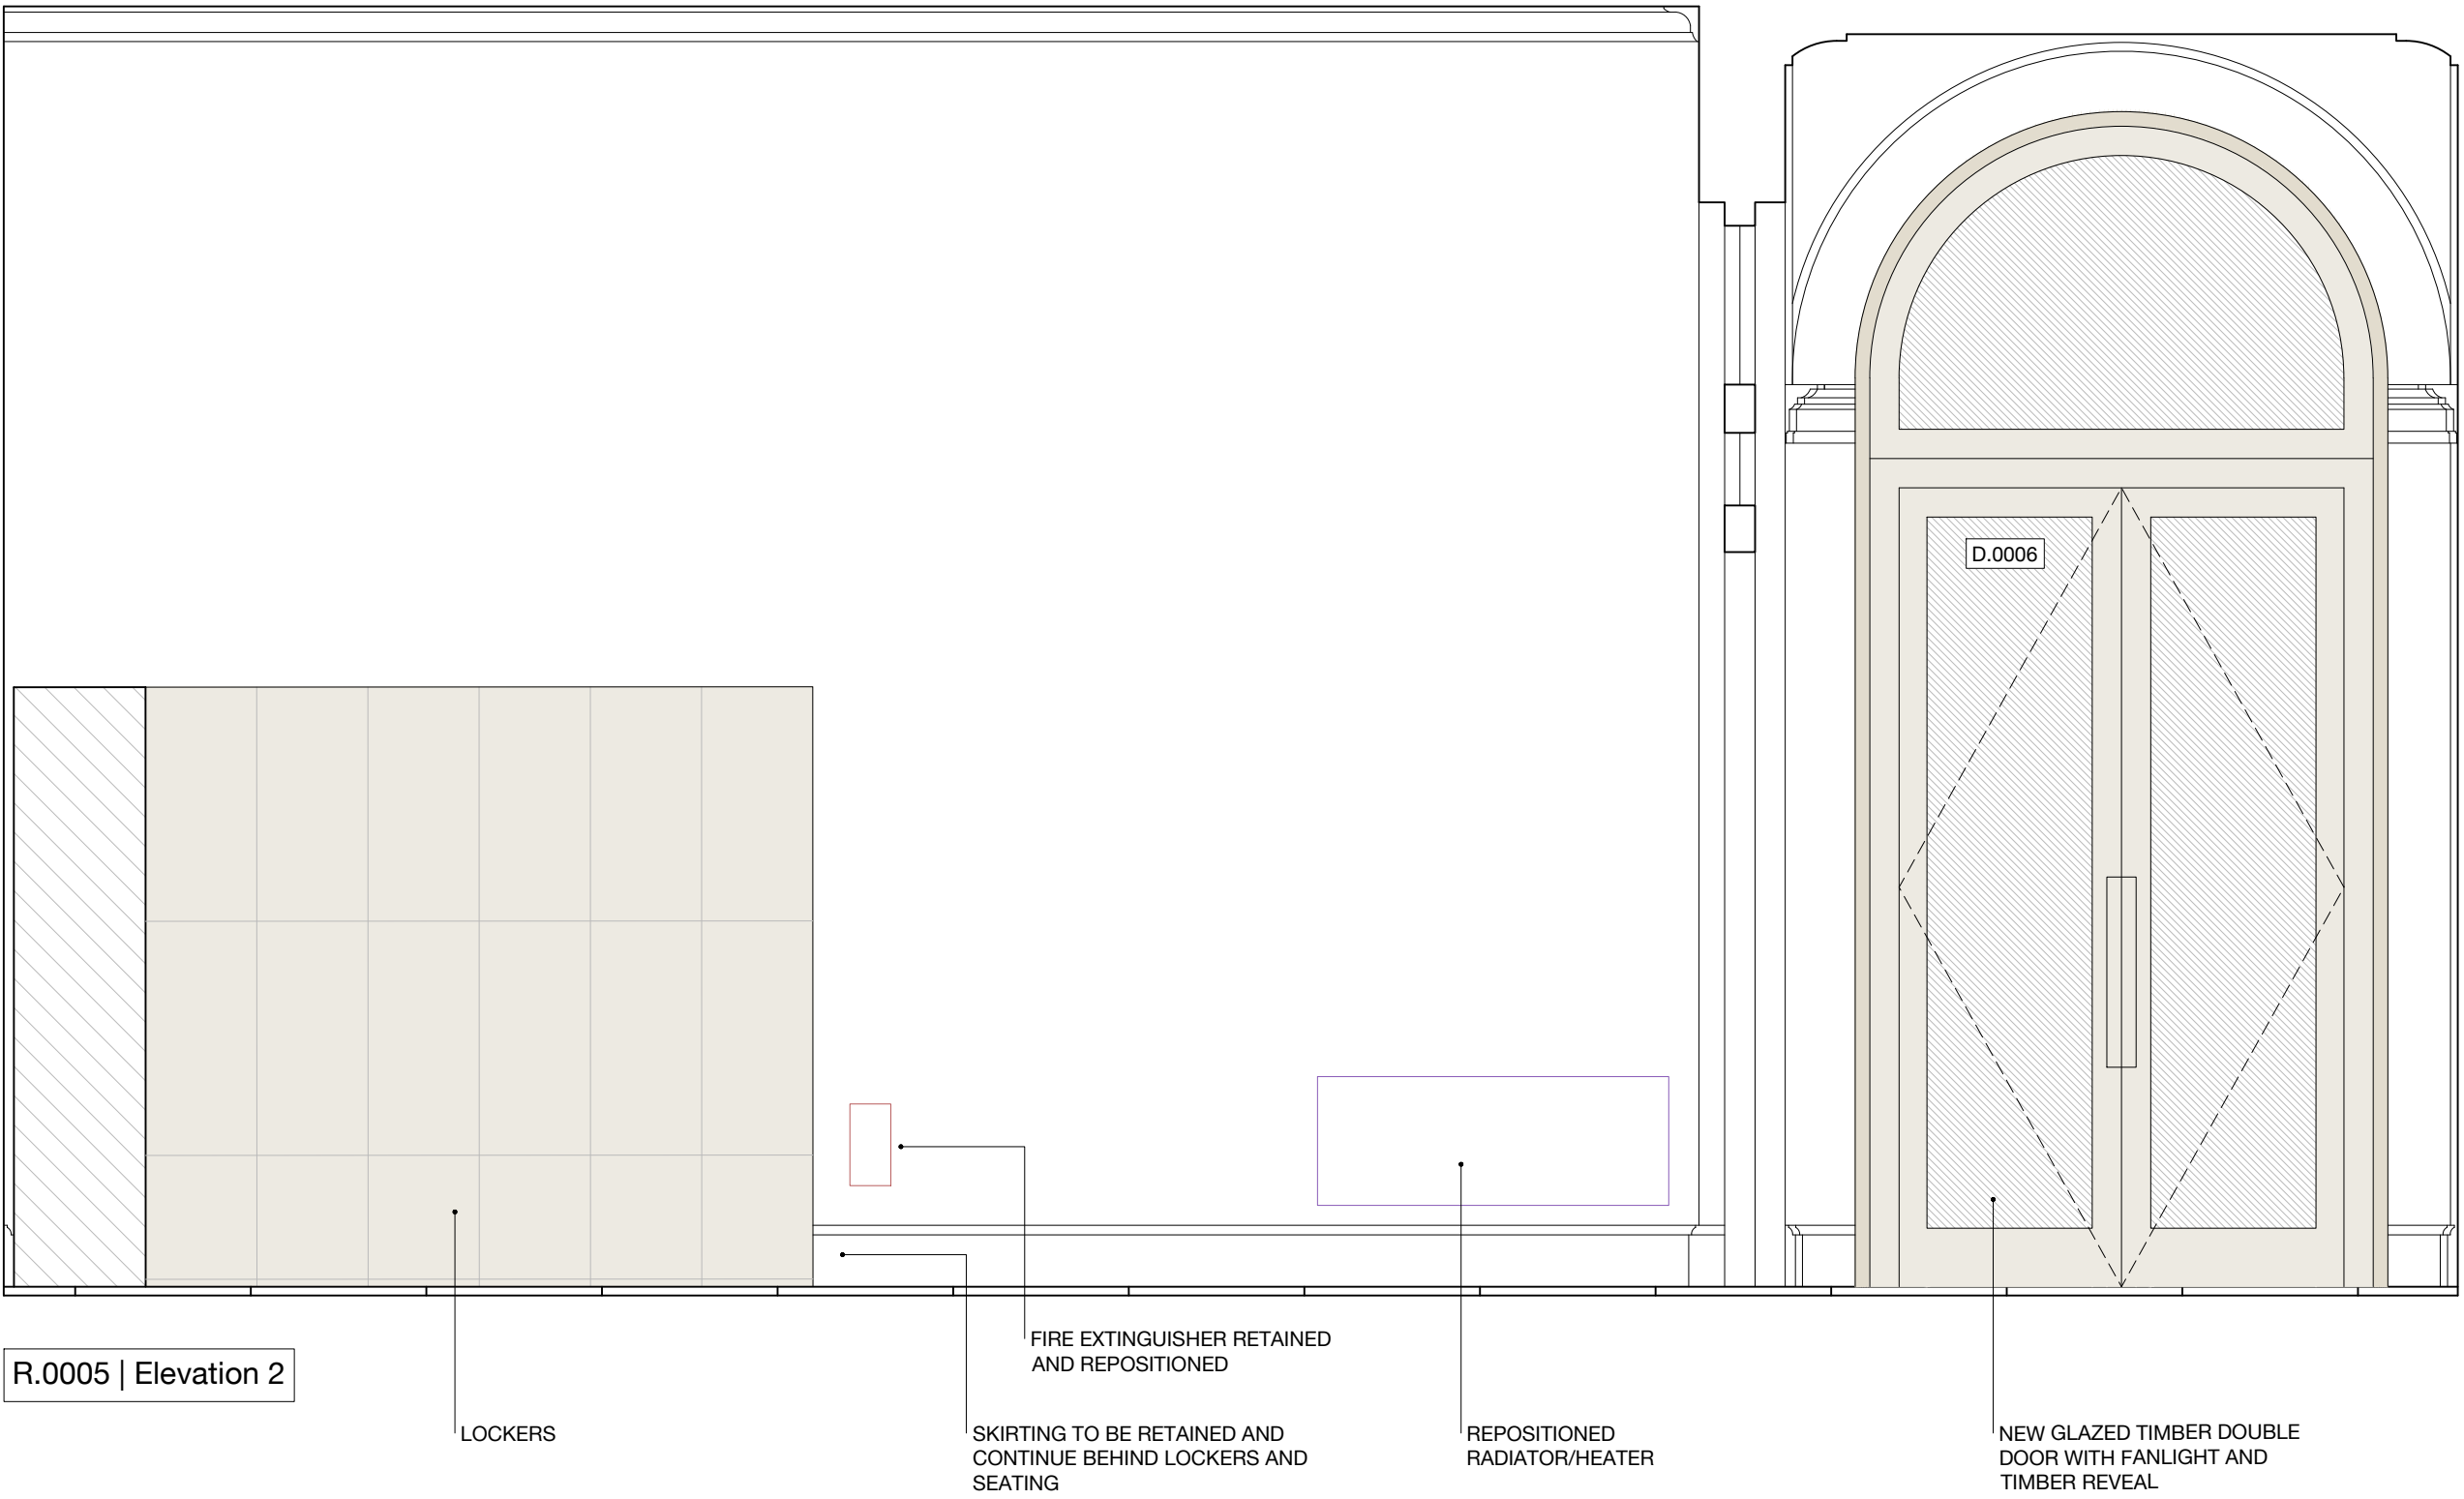 D.0006
FIRE EXTINGUISHER RETAINED
AND REPOSITIONED
R.0005 | Elevation 2
LOCKERS
SKIRTING TO BE RETAINED AND
CONTINUE BEHIND LOCKERS AND
SEATING
REPOSITIONED
RADIATOR/HEATER
NEW GLAZED TIMBER DOUBLE
DOOR WITH FANLIGHT AND
TIMBER REVEAL